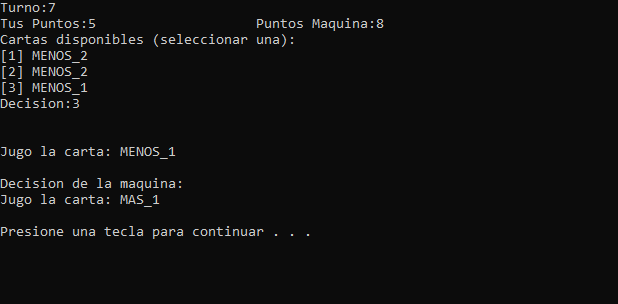 Turno:7
Tus Puntos:5                    Puntos Maquina:8
Cartas disponibles (seleccionar una):
[1] MENOS_2
[2] MENOS_2
[3] MENOS_1
Decision:3
Jugo la carta: MENOS_1
Decision de la maquina:
Jugo la carta: MAS_1
Presione una tecla para continuar . . .